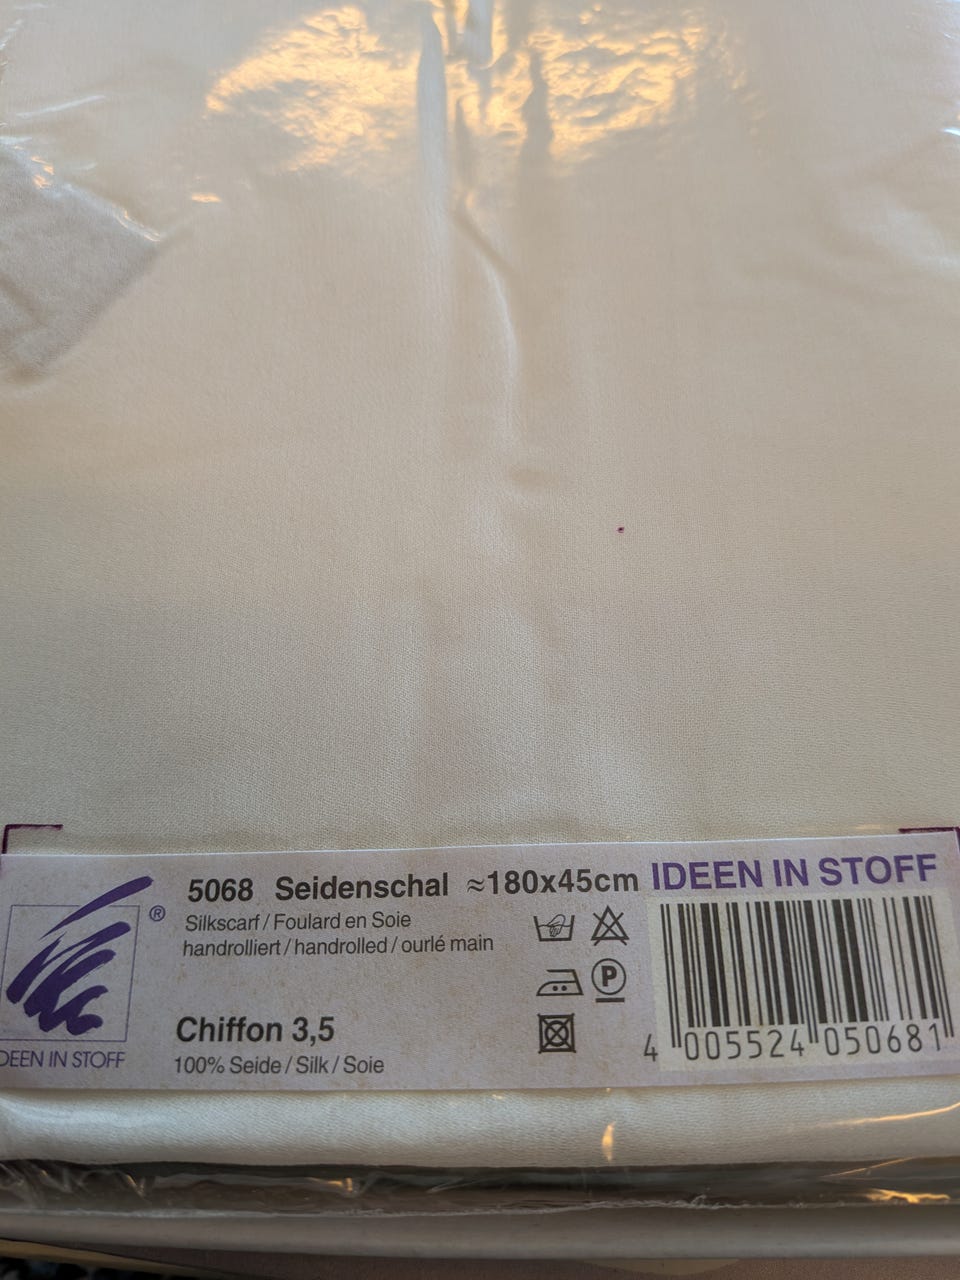 5068 Seidenschal ≈180x45cm IDEEN IN STOFF
®
Silkscarf / Foulard en Soie
handrolliert / handrolled / ourlé main
P
Chiffon 3,5
100% Seide / Silk / Soie
DEEN IN STOFF
4 005524 050681